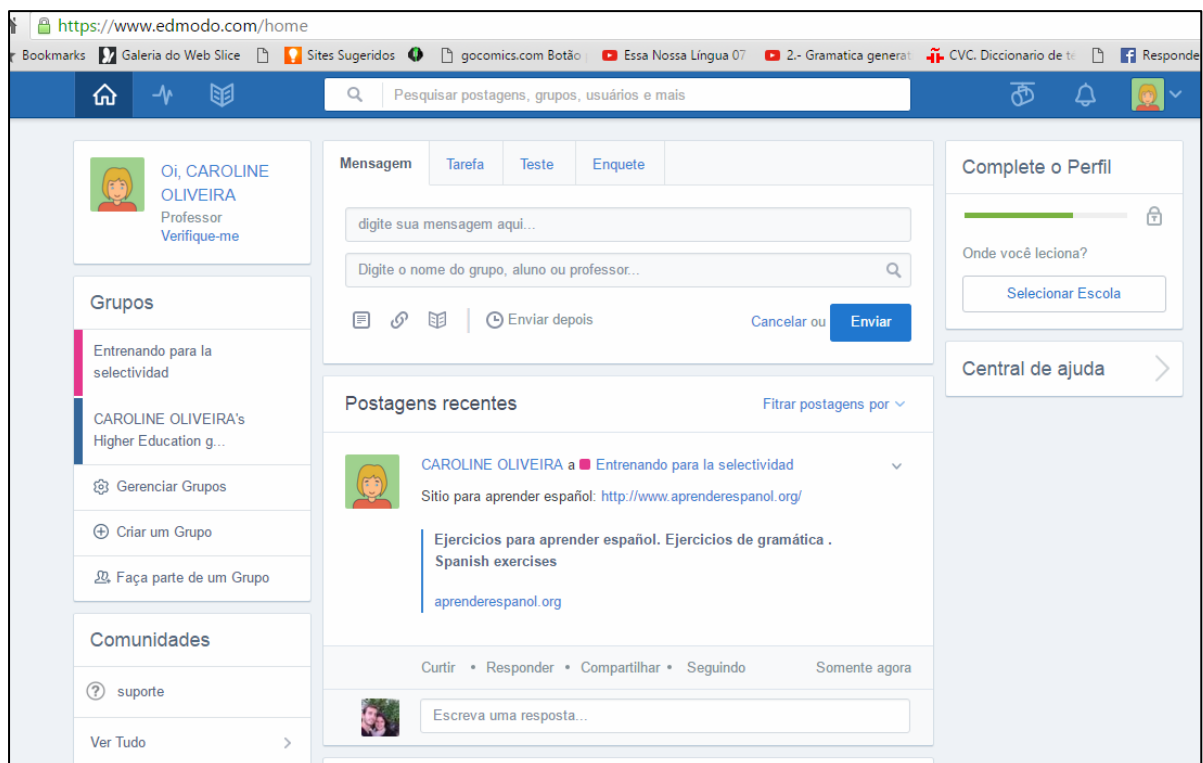 https://www.edmodo.com/home
Bookmarks Galeria do Web Slice Sites Sugeridos gocomics.com Botão Essa Nossa Língua 07 2.- Gramatica generat CVC. Diccionario de te Responde
Pesquisar postagens, grupos, usuários e mais
Oi, CAROLINE
OLIVEIRA
Professor
Verifique-me
Grupos
Entrenando para la
selectividad
CAROLINE OLIVEIRA's
Higher Education g...
Gerenciar Grupos
Criar um Grupo
Faça parte de um Grupo
Comunidades
suporte
Ver Tudo
Mensagem Tarefa Teste Enquete
digite sua mensagem aqui...
Digite o nome do grupo, aluno ou professor...
Enviar depois Cancelar ou Enviar
Postagens recentes Fitrar postagens por
CAROLINE OLIVEIRA a Entrenando para la selectividad
Sitio para aprender español: http://www.aprenderespanol.org/
Ejercicios para aprender español. Ejercicios de gramática .
Spanish exercises
aprenderespanol.org
Curtir • Responder • Compartilhar • Seguindo Somente agora
Escreva uma resposta...
Complete o Perfil
Onde você leciona?
Selecionar Escola
Central de ajuda